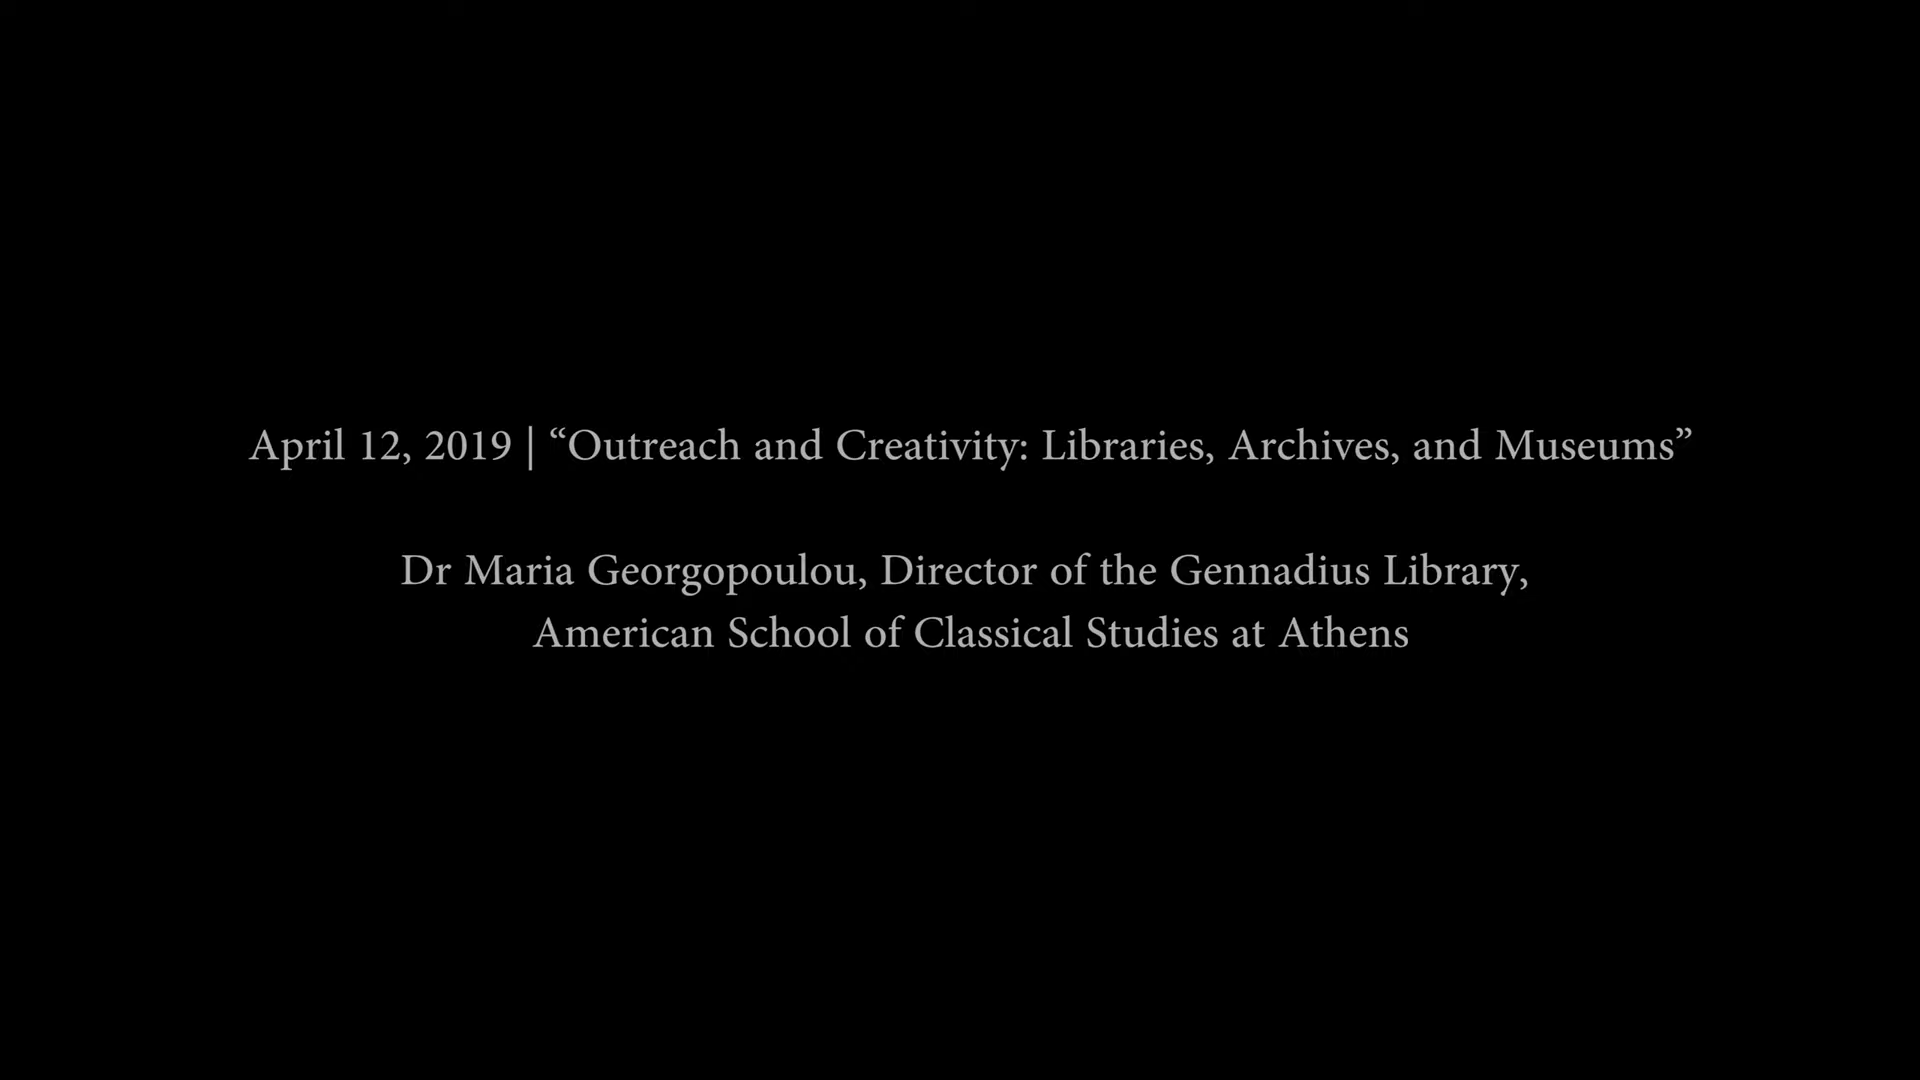 April 12, 2019 | “Outreach and Creativity: Libraries, Archives, and Museums”
Dr Maria Georgopoulou, Director of the Gennadius Library,
American School of Classical Studies at Athens